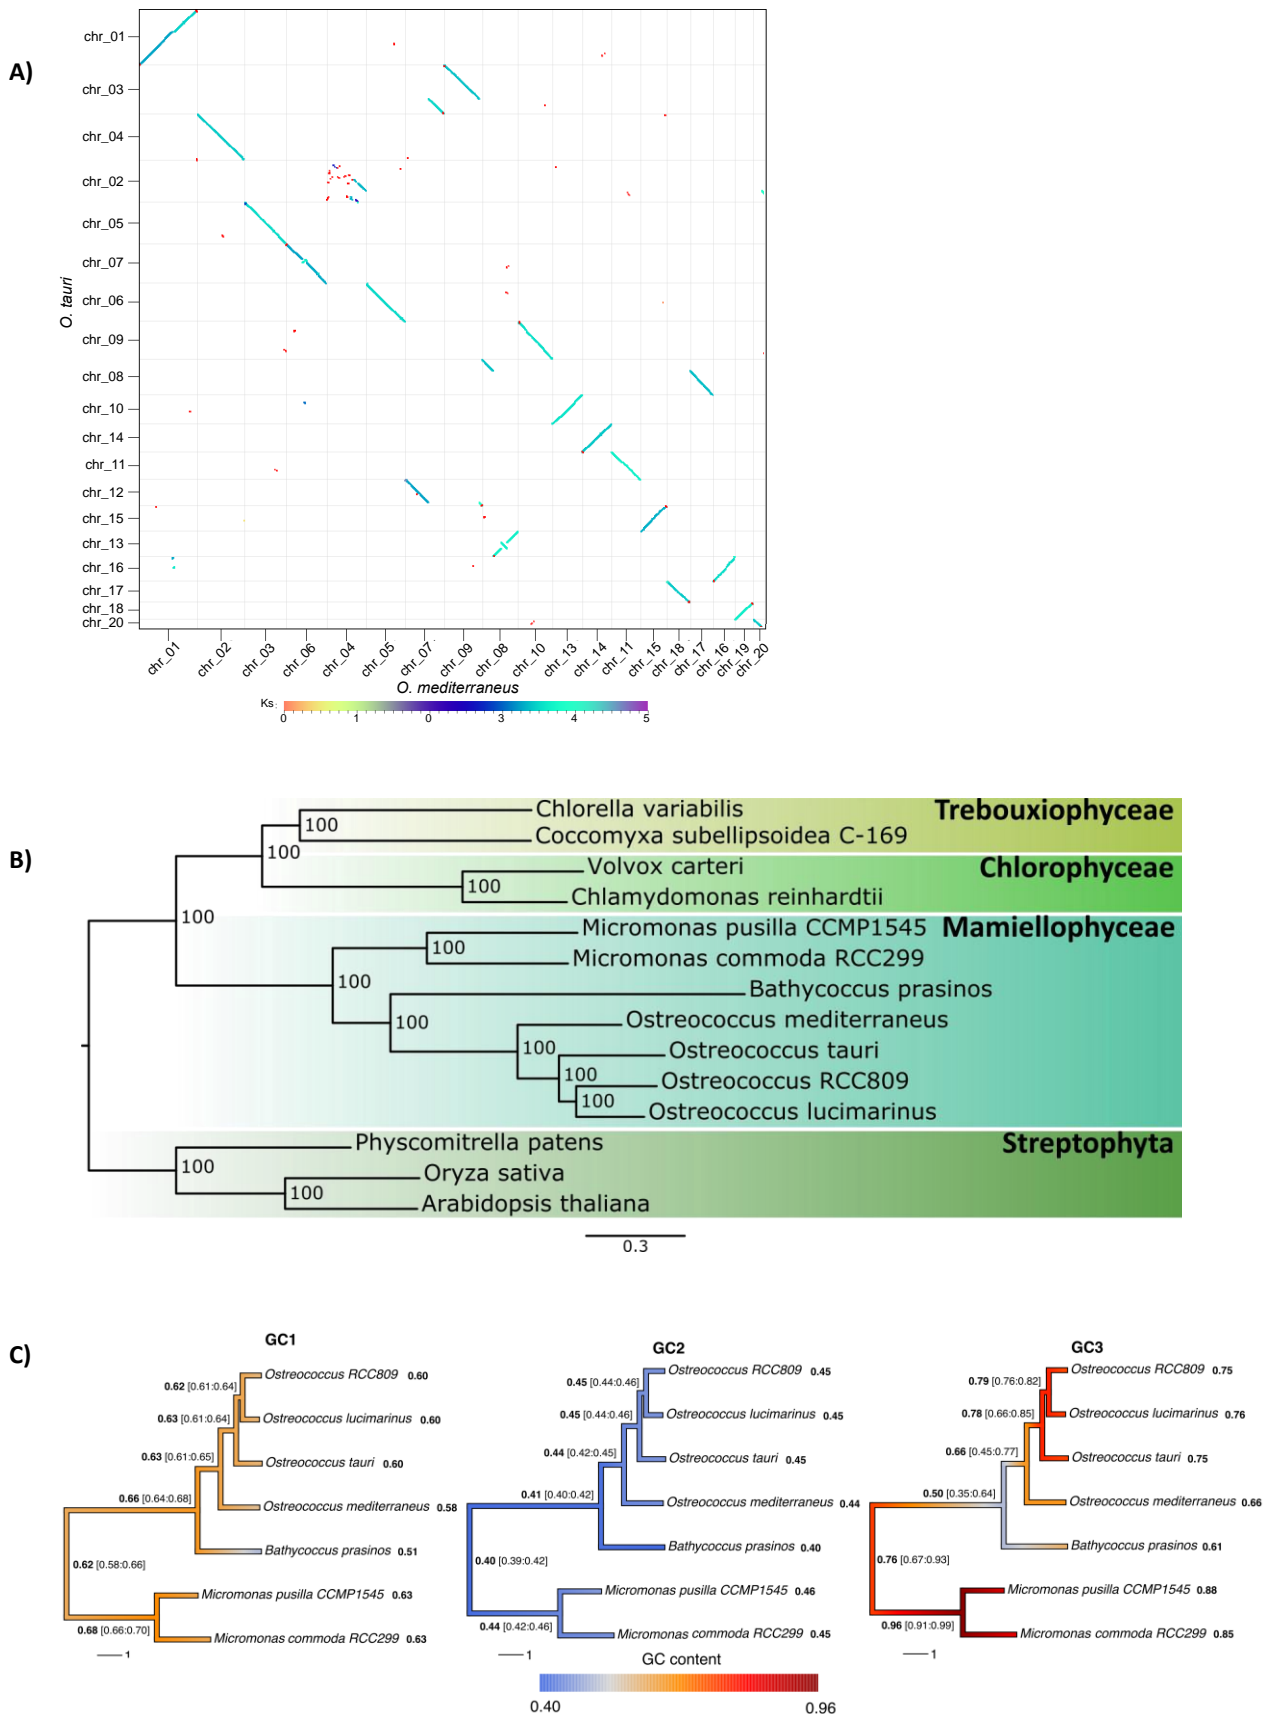 A)
chr_01
chr_03
chr_04
chr_02
chr_05
chr_07
chr_06
chr_09
chr_08
chr_10
chr_14
chr_11
chr_12
chr_15
chr_13
chr_16
chr_17
chr_18
chr_20
O. tauri
chr_01 chr_02 chr_03 chr_06 chr_04 chr_05 chr_07 chr_09 chr_08 chr_10 chr_13 chr_14 chr_11 chr_15 chr_18 chr_17 chr_16 chr_19 chr_20
O. mediterraneus
Ks:
0 1 0 3 4 5
B)
Chlorella variabilis Trebouxiophyceae
100
Coccomyxa subellipsoidea C-169
100
Volvox carteri Chlorophyceae
100
Chlamydomonas reinhardtii
100
Micromonas pusilla CCMP1545 Mamiellophyceae
100
Micromonas commoda RCC299
100
Bathycoccus prasinos
100
Ostreococcus mediterraneus
100
Ostreococcus tauri
100
Ostreococcus RCC809
100
Ostreococcus lucimarinus
Physcomitrella patens Streptophyta
100
Oryza sativa
100
Arabidopsis thaliana
0.3
C)
GC1
Ostreococcus RCC809 0.60
0.62 [0.61:0.64]
0.63 [0.61:0.64]
Ostreococcus lucimarinus 0.60
0.63 [0.61:0.65]
Ostreococcus tauri 0.60
0.66 [0.64:0.68]
Ostreococcus mediterraneus 0.58
Bathycoccus prasinos 0.51
0.62 [0.58:0.66]
Micromonas pusilla CCMP1545 0.63
0.68 [0.66:0.70]
Micromonas commoda RCC299 0.63
1
GC2
Ostreococcus RCC809 0.45
0.45 [0.44:0.46]
0.45 [0.44:0.46]
Ostreococcus lucimarinus 0.45
0.44 [0.42:0.45]
Ostreococcus tauri 0.45
0.41 [0.40:0.42]
Ostreococcus mediterraneus 0.44
Bathycoccus prasinos 0.40
0.40 [0.39:0.42]
Micromonas pusilla CCMP1545 0.46
0.44 [0.42:0.46]
Micromonas commoda RCC299 0.45
1
GC3
Ostreococcus RCC809 0.75
0.79 [0.76:0.82]
0.78 [0.66:0.85]
Ostreococcus lucimarinus 0.76
0.66 [0.45:0.77]
Ostreococcus tauri 0.75
0.50 [0.35:0.64]
Ostreococcus mediterraneus 0.66
Bathycoccus prasinos 0.61
0.76 [0.67:0.93]
Micromonas pusilla CCMP1545 0.88
0.96 [0.91:0.99]
Micromonas commoda RCC299 0.85
1
GC content
0.40 0.96